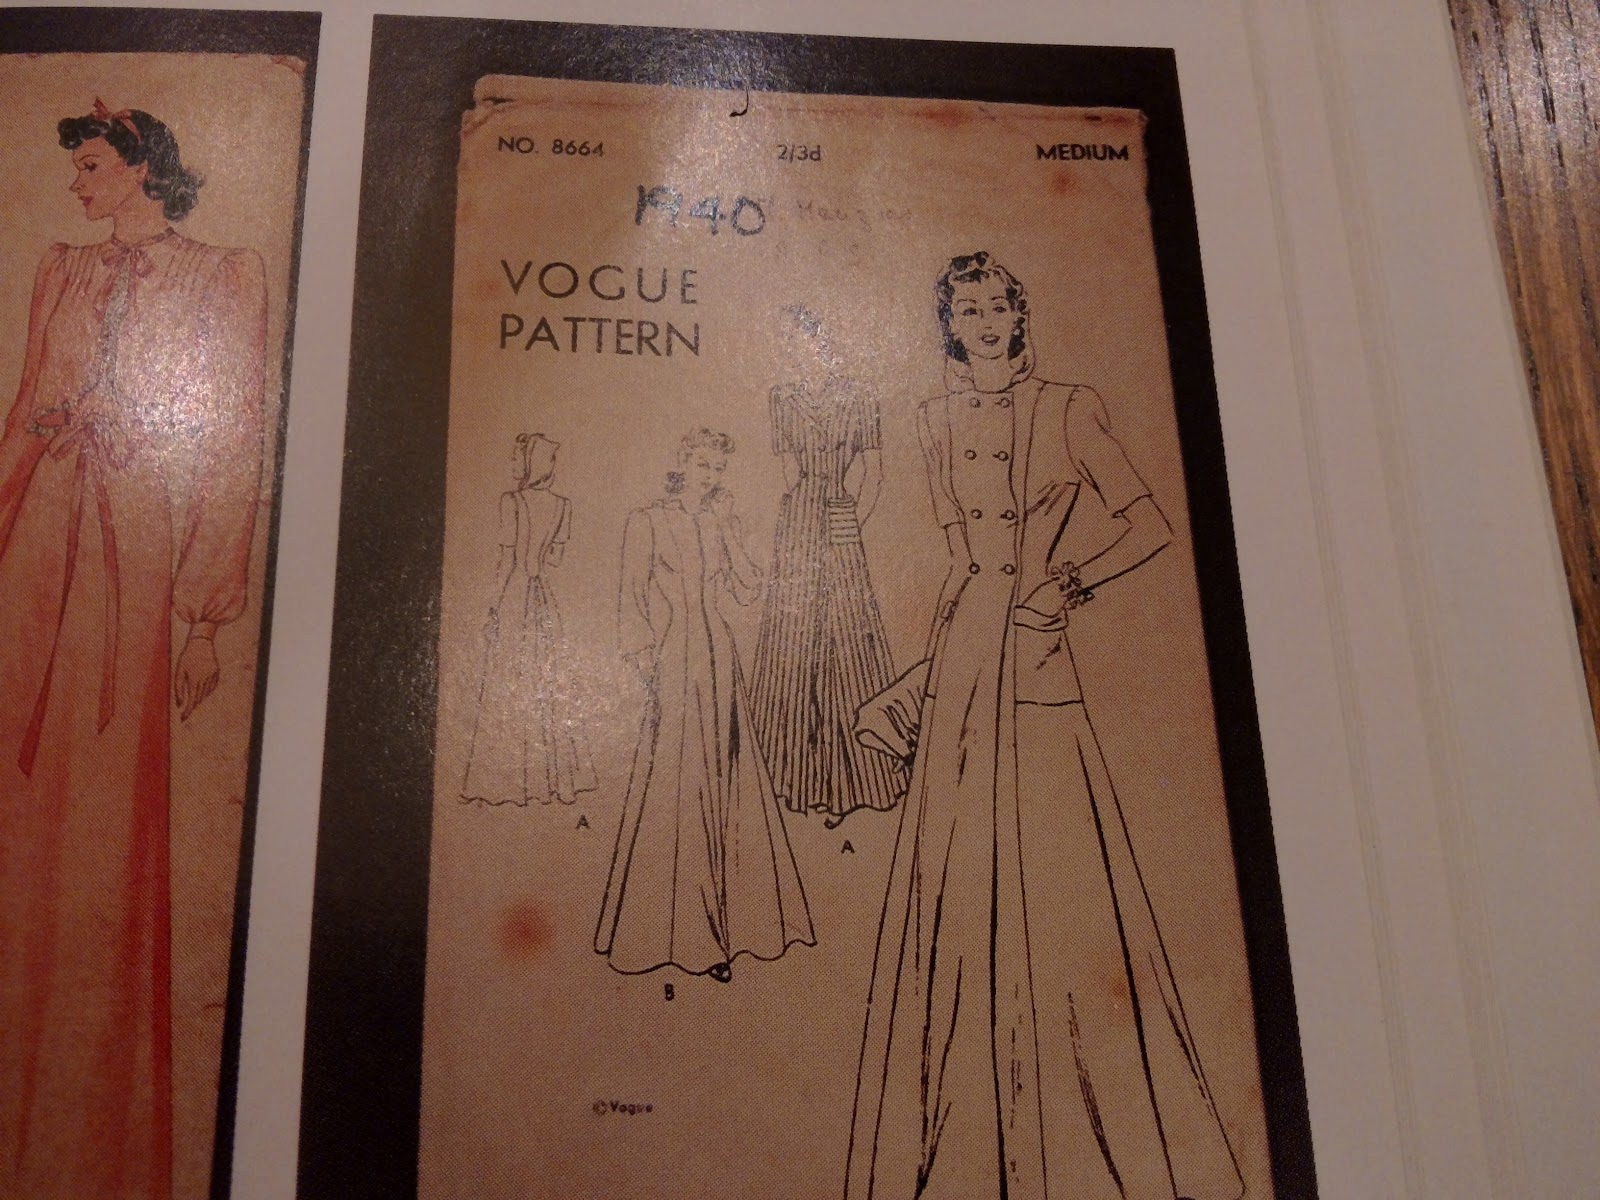 NO. 8664 2/3d MEDIUM
1940
VOGUE
PATTERN
A
A
B
©Vogue